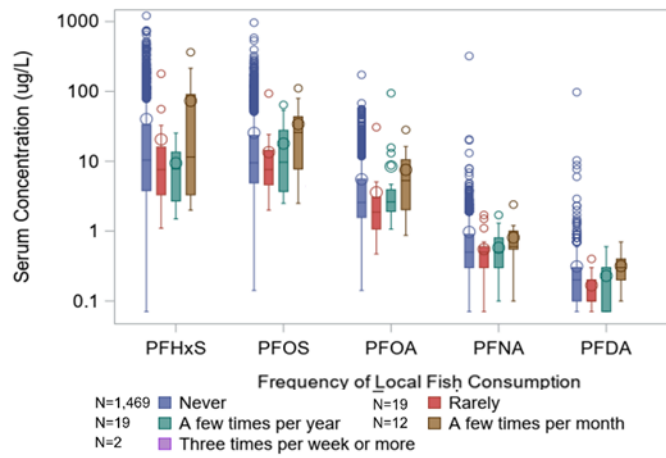 Serum Concentration (ug/L)
1000
100
10
1
0.1
PFHxS PFOS PFOA PFNA PFDA
Frequency of Local Fish Consumption
N=1,469 Never N=19 Rarely
N=19 A few times per year N=12 A few times per month
N=2 Three times per week or more